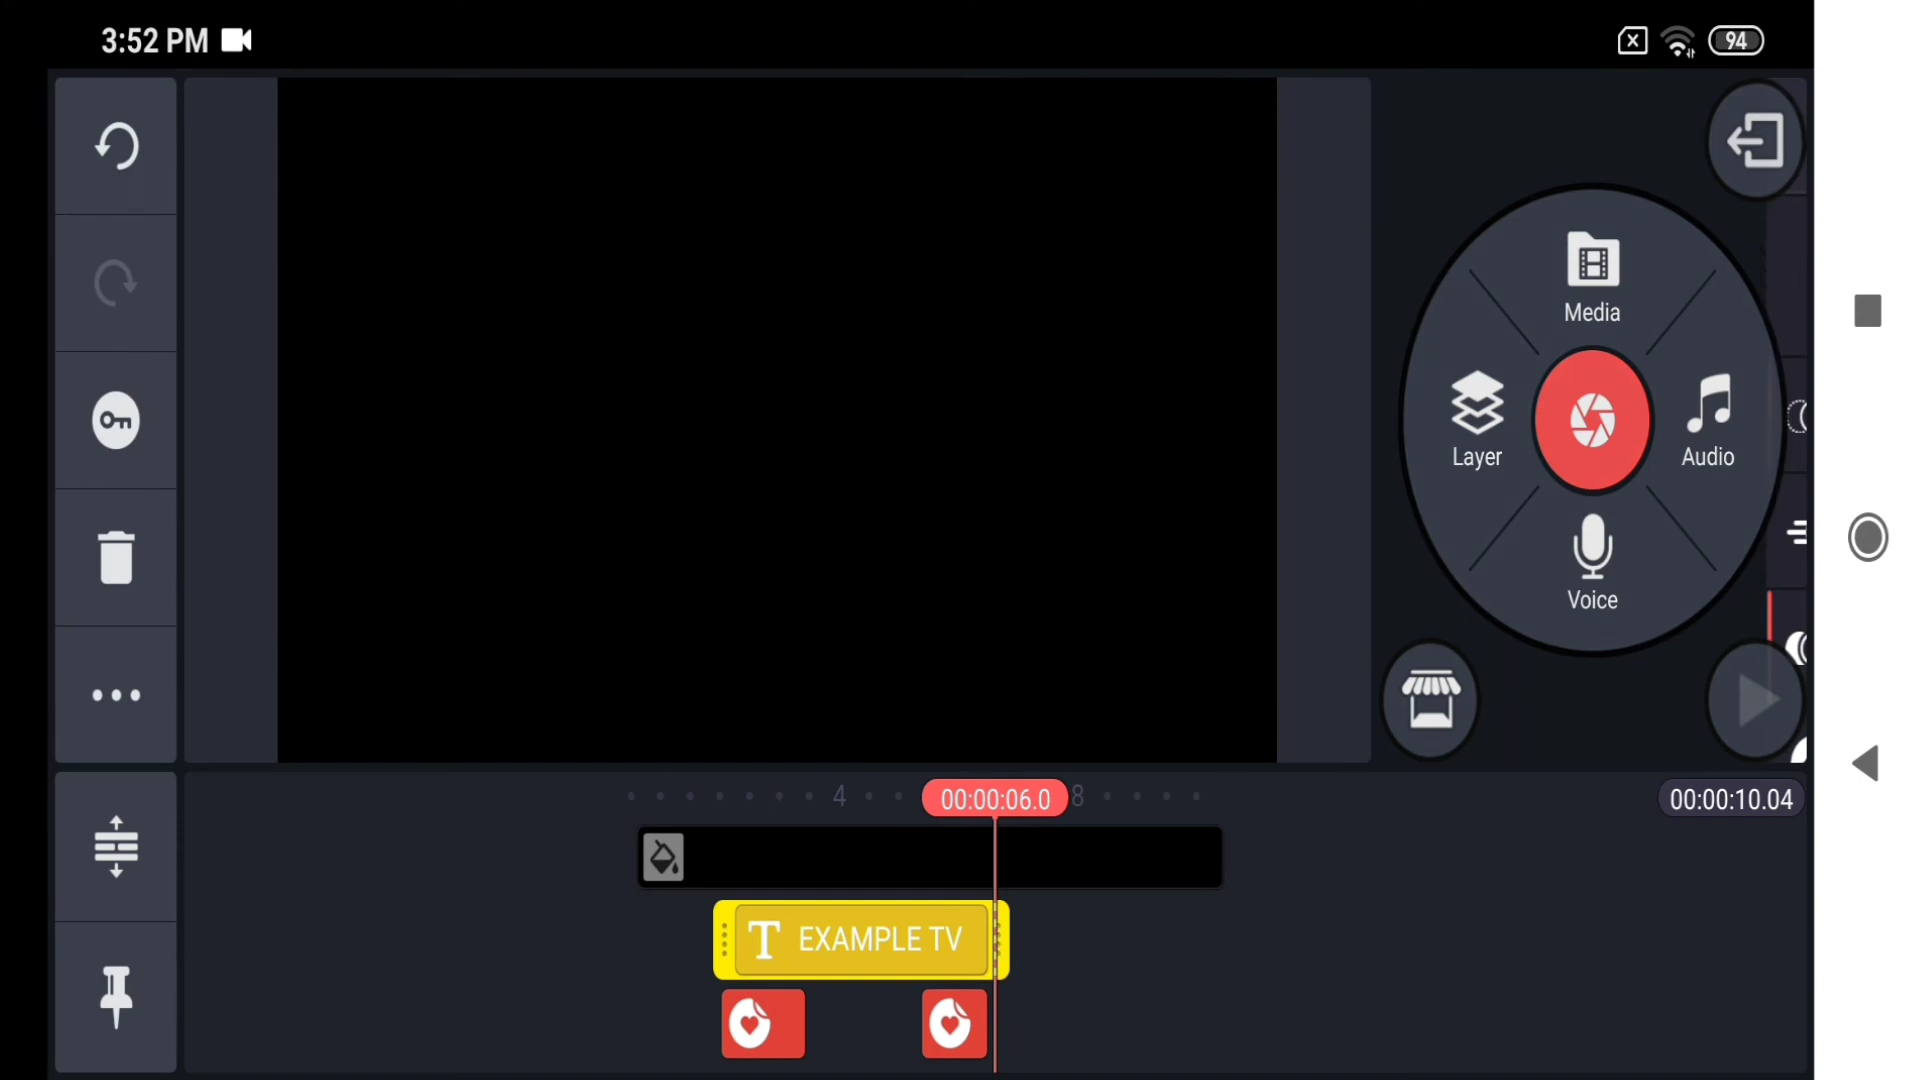 3:52 PM
94
Media
Layer
Audio
Voice
4
00:00:06.0
8
00:00:10.04
T EXAMPLE TV